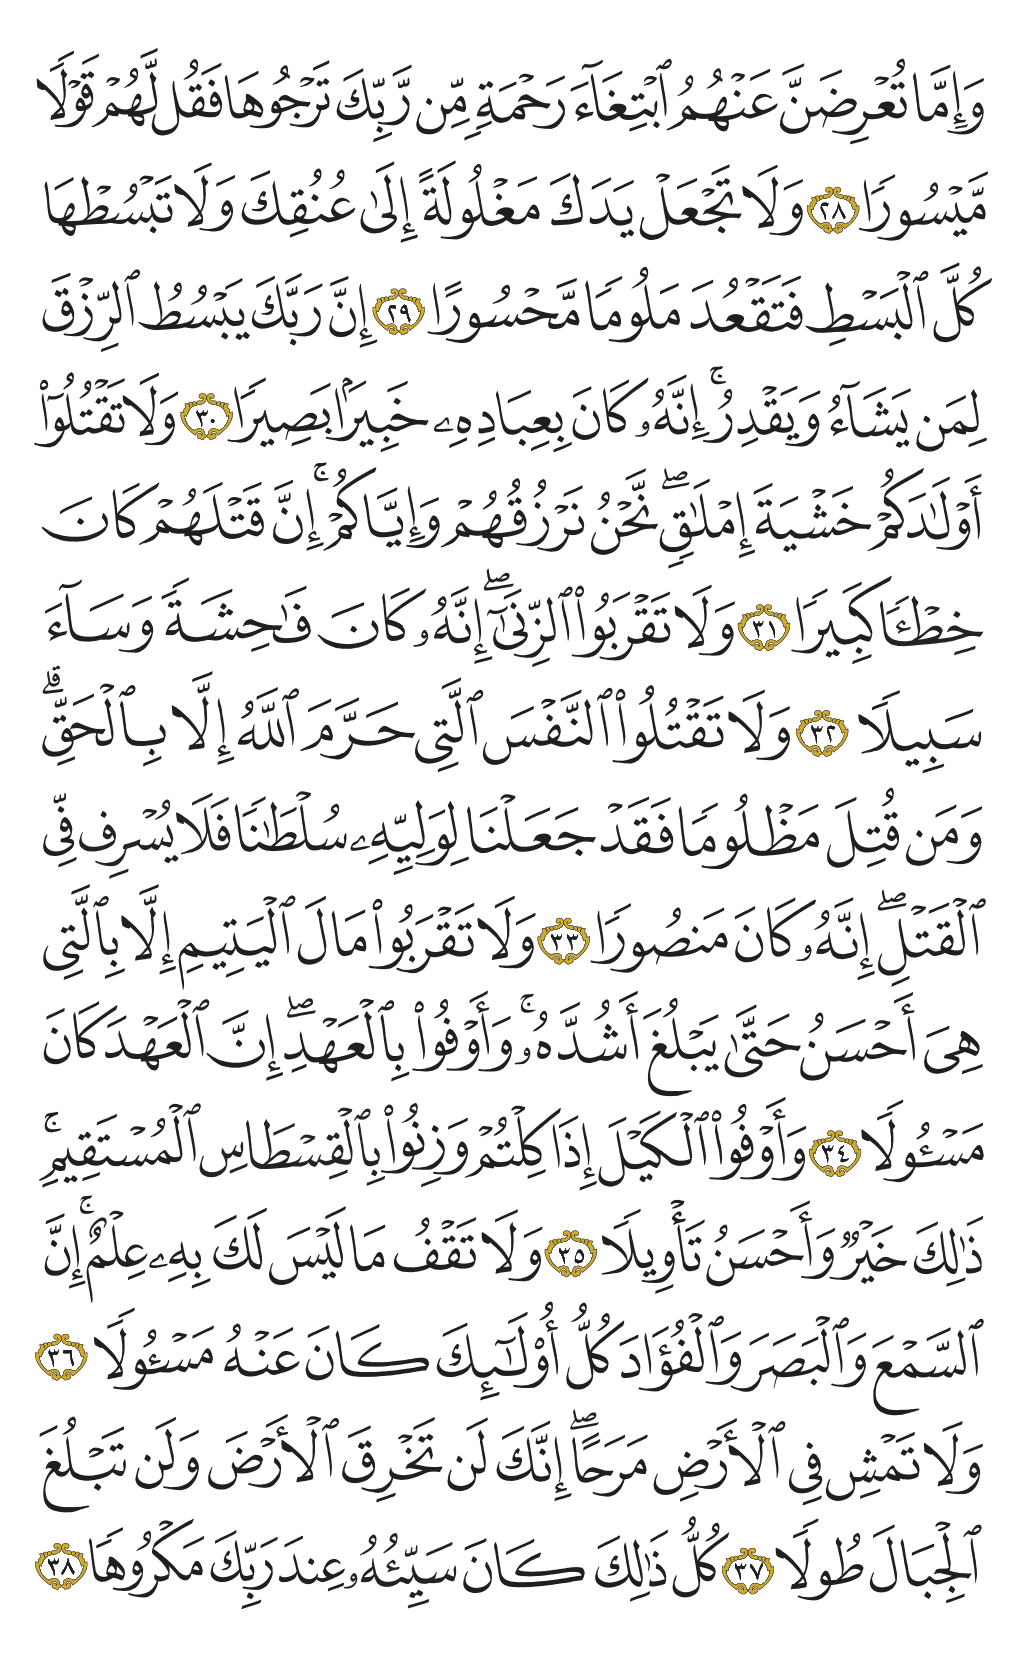 وَإِمَّا تُعْرِضَنَّ عَنْهُمُ ٱبْتِغَآءَ رَحْمَةٍ مِّن رَّبِّكَ تَرْجُوهَا فَقُل لَّهُمْ قَوْلًا
مَّيْسُورًا ٢٨ وَلَا تَجْعَلْ يَدَكَ مَغْلُولَةً إِلَىٰ عُنُقِكَ وَلَا تَبْسُطْهَا
كُلَّ ٱلْبَسْطِ فَتَقْعُدَ مَلُومًا مَّحْسُورًا ٢٩ إِنَّ رَبَّكَ يَبْسُطُ ٱلرِّزْقَ
لِمَن يَشَآءُ وَيَقْدِرُ ۚ إِنَّهُۥ كَانَ بِعِبَادِهِۦ خَبِيرًۢا بَصِيرًا ٣٠ وَلَا تَقْتُلُوٓا۟
أَوْلَٰدَكُمْ خَشْيَةَ إِمْلَٰقٍ ۖ نَّحْنُ نَرْزُقُهُمْ وَإِيَّاكُمْ ۚ إِنَّ قَتْلَهُمْ كَانَ
خِطْـًٔا كَبِيرًا ٣١ وَلَا تَقْرَبُوا۟ ٱلزِّنَىٰٓ ۖ إِنَّهُۥ كَانَ فَٰحِشَةً وَسَآءَ
سَبِيلًا ٣٢ وَلَا تَقْتُلُوا۟ ٱلنَّفْسَ ٱلَّتِى حَرَّمَ ٱللَّهُ إِلَّا بِٱلْحَقِّ ۗ
وَمَن قُتِلَ مَظْلُومًا فَقَدْ جَعَلْنَا لِوَلِيِّهِۦ سُلْطَٰنًا فَلَا يُسْرِف فِّى
ٱلْقَتْلِ ۖ إِنَّهُۥ كَانَ مَنصُورًا ٣٣ وَلَا تَقْرَبُوا۟ مَالَ ٱلْيَتِيمِ إِلَّا بِٱلَّتِى
هِىَ أَحْسَنُ حَتَّىٰ يَبْلُغَ أَشُدَّهُۥ ۚ وَأَوْفُوا۟ بِٱلْعَهْدِ ۖ إِنَّ ٱلْعَهْدَ كَانَ
مَسْـُٔولًا ٣٤ وَأَوْفُوا۟ ٱلْكَيْلَ إِذَا كِلْتُمْ وَزِنُوا۟ بِٱلْقِسْطَاسِ ٱلْمُسْتَقِيمِ ۚ
ذَٰلِكَ خَيْرٌ وَأَحْسَنُ تَأْوِيلًا ٣٥ وَلَا تَقْفُ مَا لَيْسَ لَكَ بِهِۦ عِلْمٌ ۚ إِنَّ
ٱلسَّمْعَ وَٱلْبَصَرَ وَٱلْفُؤَادَ كُلُّ أُو۟لَٰٓئِكَ كَانَ عَنْهُ مَسْـُٔولًا ٣٦
وَلَا تَمْشِ فِى ٱلْأَرْضِ مَرَحًا ۖ إِنَّكَ لَن تَخْرِقَ ٱلْأَرْضَ وَلَن تَبْلُغَ
ٱلْجِبَالَ طُولًا ٣٧ كُلُّ ذَٰلِكَ كَانَ سَيِّئُهُۥ عِندَ رَبِّكَ مَكْرُوهًا ٣٨